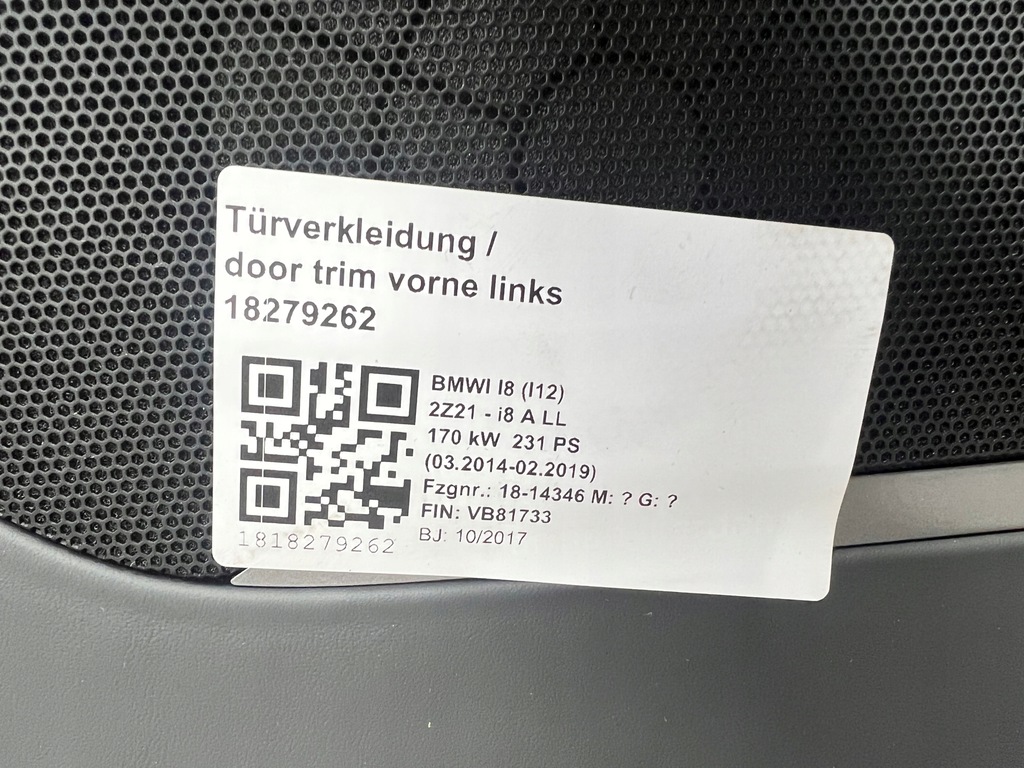 Türverkleidung /
door trim vorne links
18279262
BMWI I8 (I12)
2Z21 - i8 A LL
170 kW 231 PS
(03.2014-02.2019)
Fzgnr.: 18-14346 M: ? G: ?
FIN: VB81733
BJ: 10/2017
1818279262